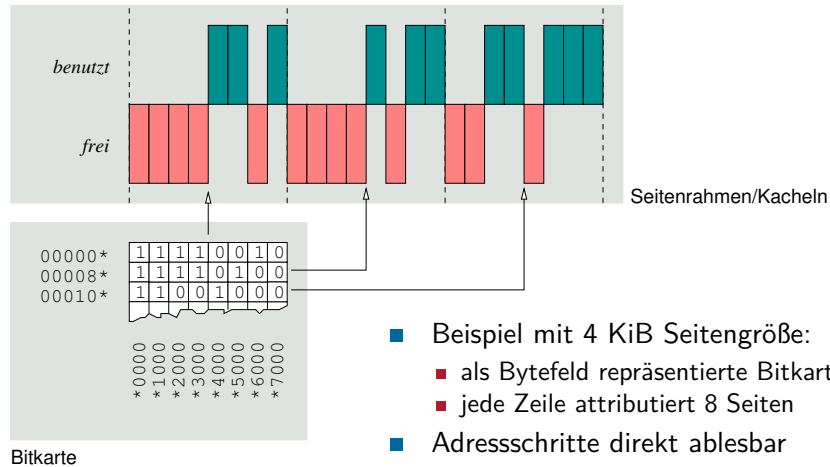 benutzt
frei
Seitenrahmen/Kacheln
00000* 1 1 1 1 0 0 1 0
00008* 1 1 1 1 0 1 0 0
00010* 1 1 0 0 1 0 0 0
*0000
*1000
*2000
*3000
*4000
*5000
*6000
*7000
Bitkarte
Beispiel mit 4 KiB Seitengröße:
als Bytefeld repräsentierte Bitkart
jede Zeile attributiert 8 Seiten
Adressschritte direkt ablesbar